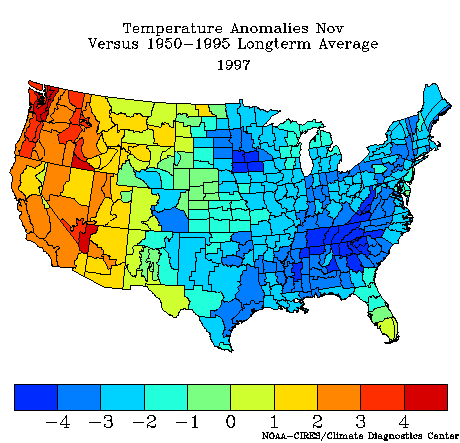 Temperature Anomalies Nov
Versus 1950-1995 Longterm Average
1997
-4 -3 -2 -1 0 1 2 3 4
NOAA-CIRES/Climate Diagnostics Center